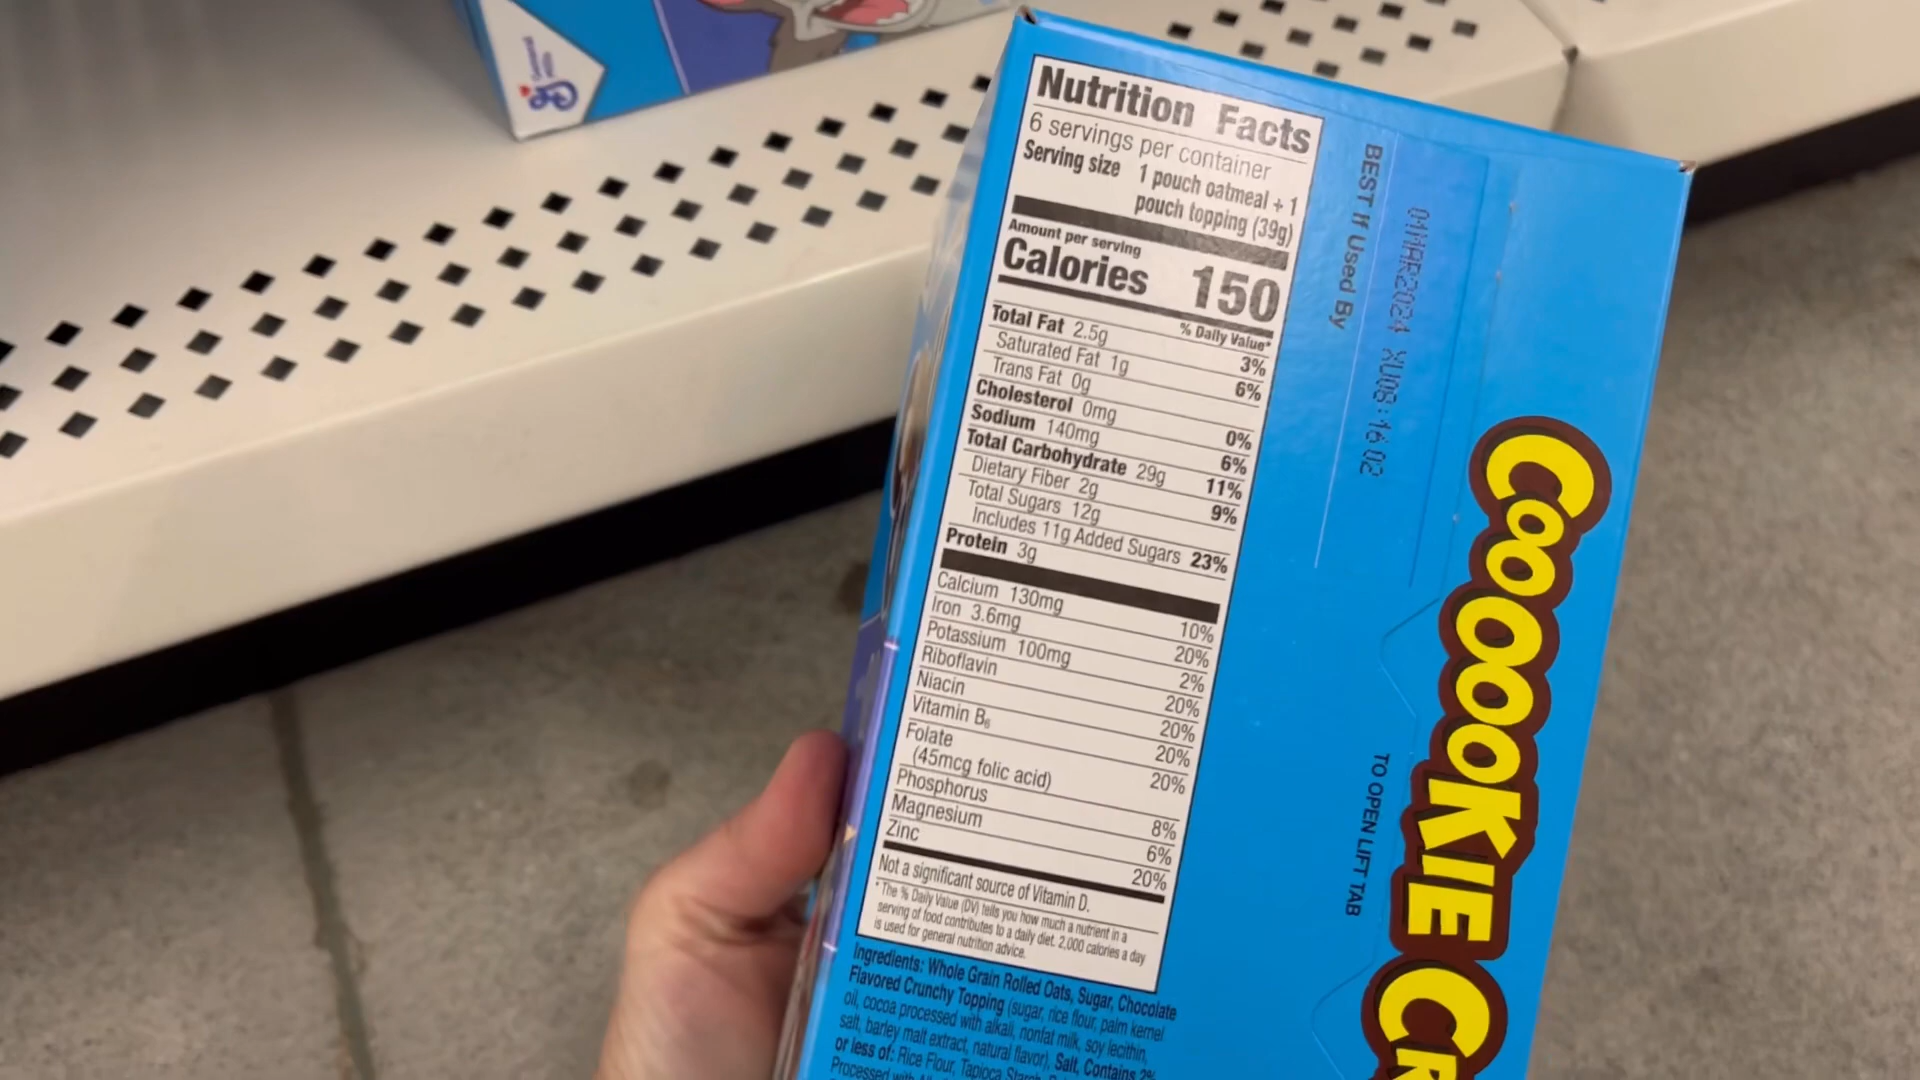 General
Mills
Nutrition Facts
6 servings per container
Serving size 1 pouch oatmeal + 1
pouch topping (39g)
Amount per serving
Calories 150
% Daily Value*
Total Fat 2.5g 3%
Saturated Fat 1g 6%
Trans Fat 0g
Cholesterol 0mg 0%
Sodium 140mg 6%
Total Carbohydrate 29g 11%
Dietary Fiber 2g 9%
Total Sugars 12g
Includes 11g Added Sugars 23%
Protein 3g
Calcium 130mg 10%
Iron 3.6mg 20%
Potassium 100mg 2%
Riboflavin 20%
Niacin 20%
Vitamin B6 20%
Folate 20%
(45mcg folic acid)
Phosphorus 8%
Magnesium 6%
Zinc 20%
Not a significant source of Vitamin D.
*The % Daily Value (DV) tells you how much a nutrient in a
serving of food contributes to a daily diet. 2,000 calories a day
is used for general nutrition advice.
Ingredients: Whole Grain Rolled Oats, Sugar, Chocolate
Flavored Crunchy Topping (sugar, rice flour, palm kernel
oil, cocoa processed with alkali, nonfat milk, soy lecithin,
salt, barley malt extract, natural flavor). Salt, Contains 2%
or less of: Rice Flour, Tapioca Starch,
Processed with
BEST If Used By
01MAR2024 XU08:16 02
TO OPEN LIFT TAB
COOOOKIE CR